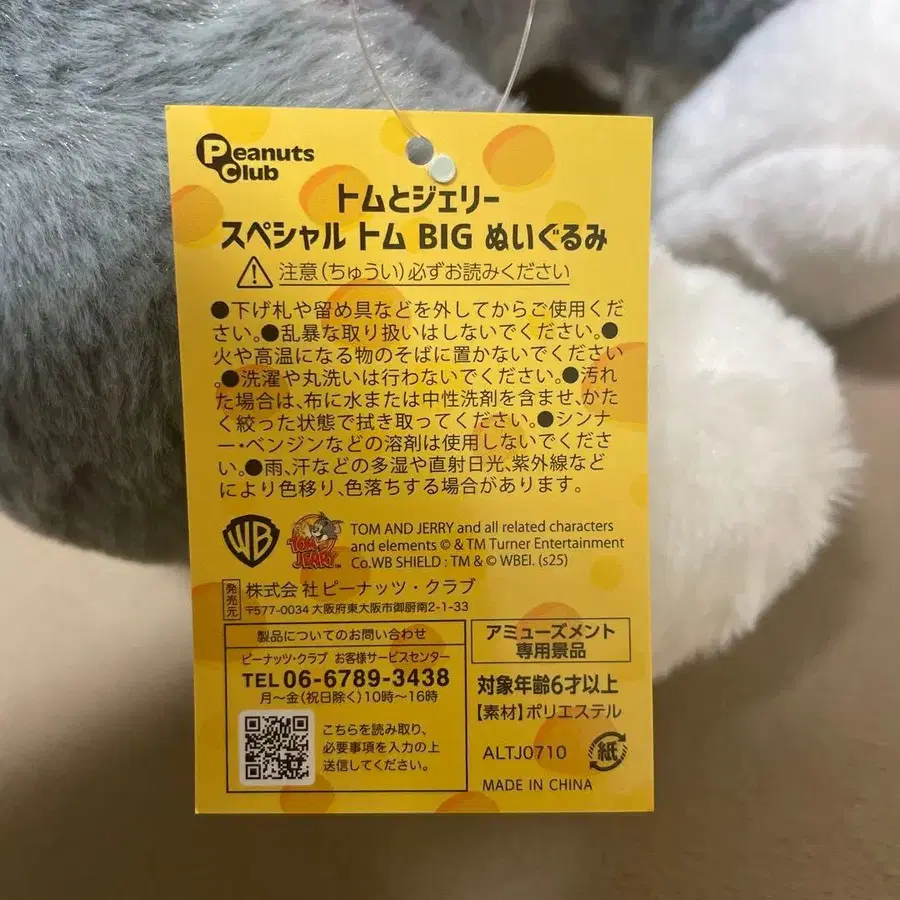 Peanuts
Club
トムとジェリー
スペシャル トム BIG ぬいぐるみ
注意(ちゅうい)必ずお読みください
●下げ札や留め具などを外してからご使用くだ
さい。●乱暴な取り扱いはしないでください。●
火や高温になる物のそばに置かないでください
。●洗濯や丸洗いは行わないでください。●汚れ
た場合は、布に水または中性洗剤を含ませ、かた
く絞った状態で拭き取ってください。●シンナ
ー・ベンジンなどの溶剤は使用しないでくださ
い。●雨、汗などの多湿や直射日光、紫外線など
により色移り、色落ちする場合があります。
WB
TOM AND JERRY
TOM AND JERRY and all related characters
and elements © & TM Turner Entertainment
Co.WB SHIELD : TM & © WBEI. (s25)
発売元
株式会社 ピーナッツ・クラブ
〒577-0034 大阪府東大阪市御厨南2-1-33
製品についてのお問い合わせ
ピーナッツ・クラブ お客様サービスセンター
TEL 06-6789-3438
月〜金(祝日除く)10時〜16時
こちらを読み取り、
必要事項を入力の上
送信してください。
アミューズメント
専用景品
対象年齢6才以上
【素材】ポリエステル
ALTJ0710
紙
MADE IN CHINA